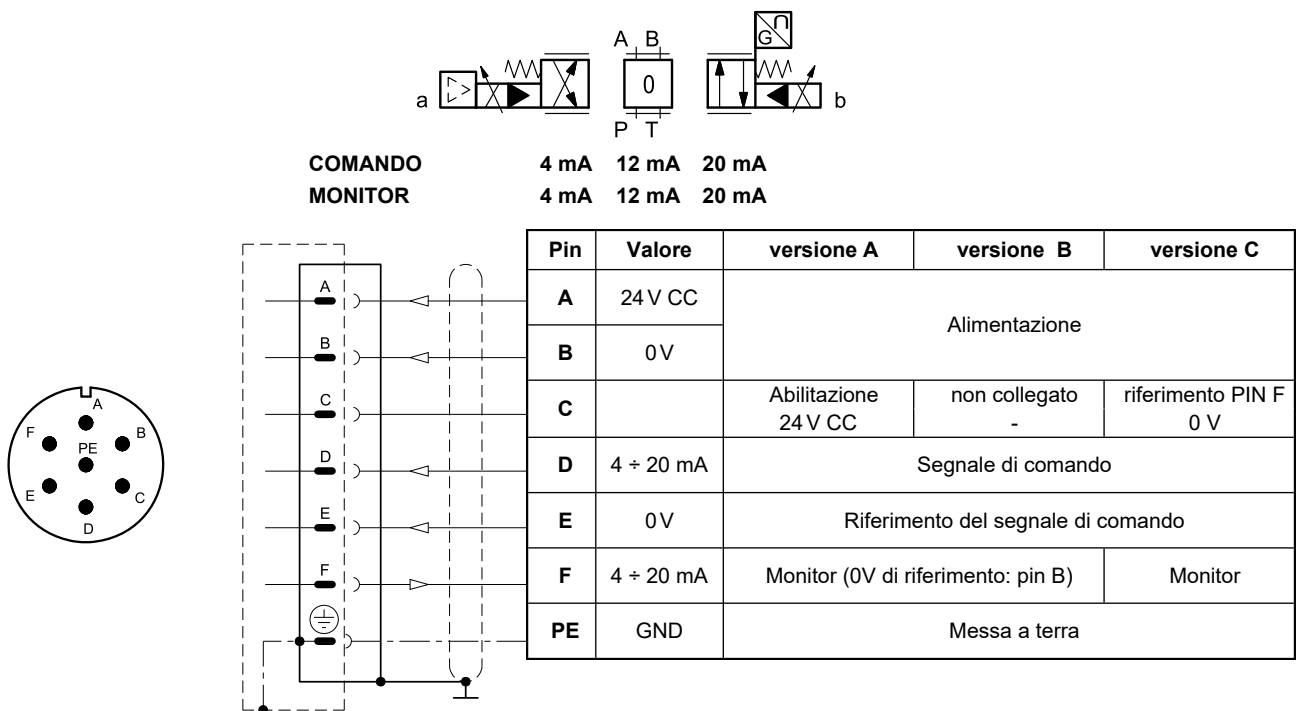 G
A B
a
0
b
P T
COMANDO 4 mA 12 mA 20 mA
MONITOR 4 mA 12 mA 20 mA
Pin Valore versione A versione B versione C
A A 24 V CC Alimentazione
B B 0 V
C C Abilitazione non collegato riferimento PIN F
24 V CC - 0 V
D D 4 ÷ 20 mA Segnale di comando
E E 0 V Riferimento del segnale di comando
F F 4 ÷ 20 mA Monitor (0V di riferimento: pin B) Monitor
PE GND Messa a terra
A
F B
PE
E C
D